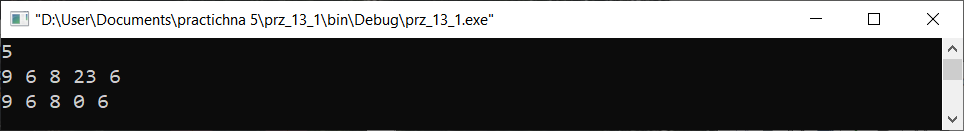 "D:\User\Documents\practichna 5\prz_13_1\bin\Debug\prz_13_1.exe"
5
9 6 8 23 6
9 6 8 0 6